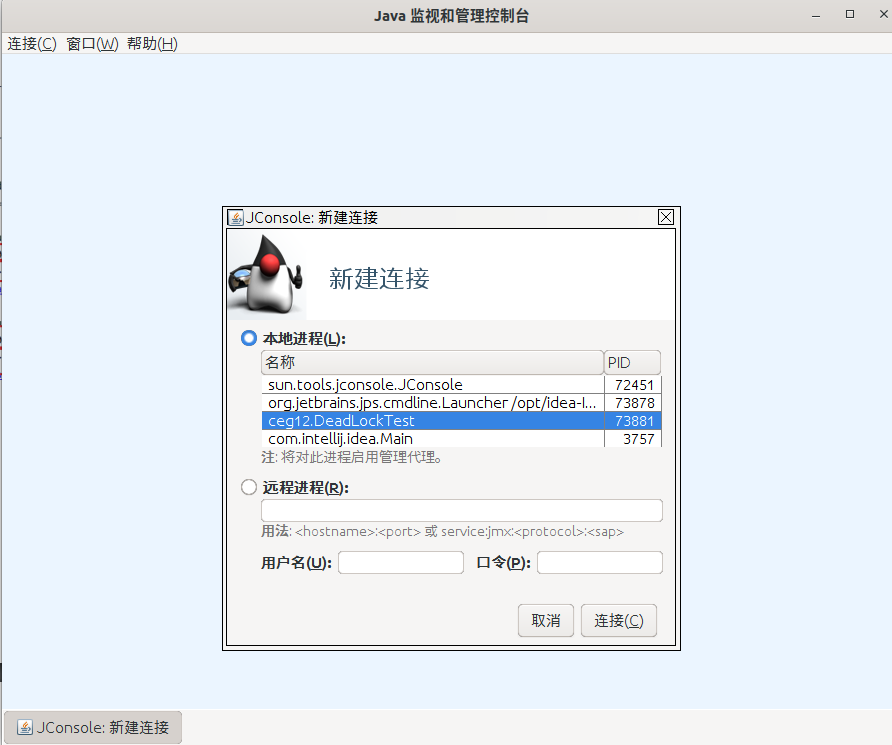 Java 监视和管理控制台
连接(C) 窗口(W) 帮助(H)
JConsole: 新建连接
新建连接
本地进程(L):
名称 PID
sun.tools.jconsole.JConsole 72451
org.jetbrains.jps.cmdline.Launcher /opt/idea-I... 73878
ceg12.DeadLockTest 73881
com.intellij.idea.Main 3757
注: 将对此进程启用管理代理。
远程进程(R):
用法: <hostname>:<port> 或 service:jmx:<protocol>:<sap>
用户名(U): 口令(P):
取消 连接(C)
JConsole: 新建连接